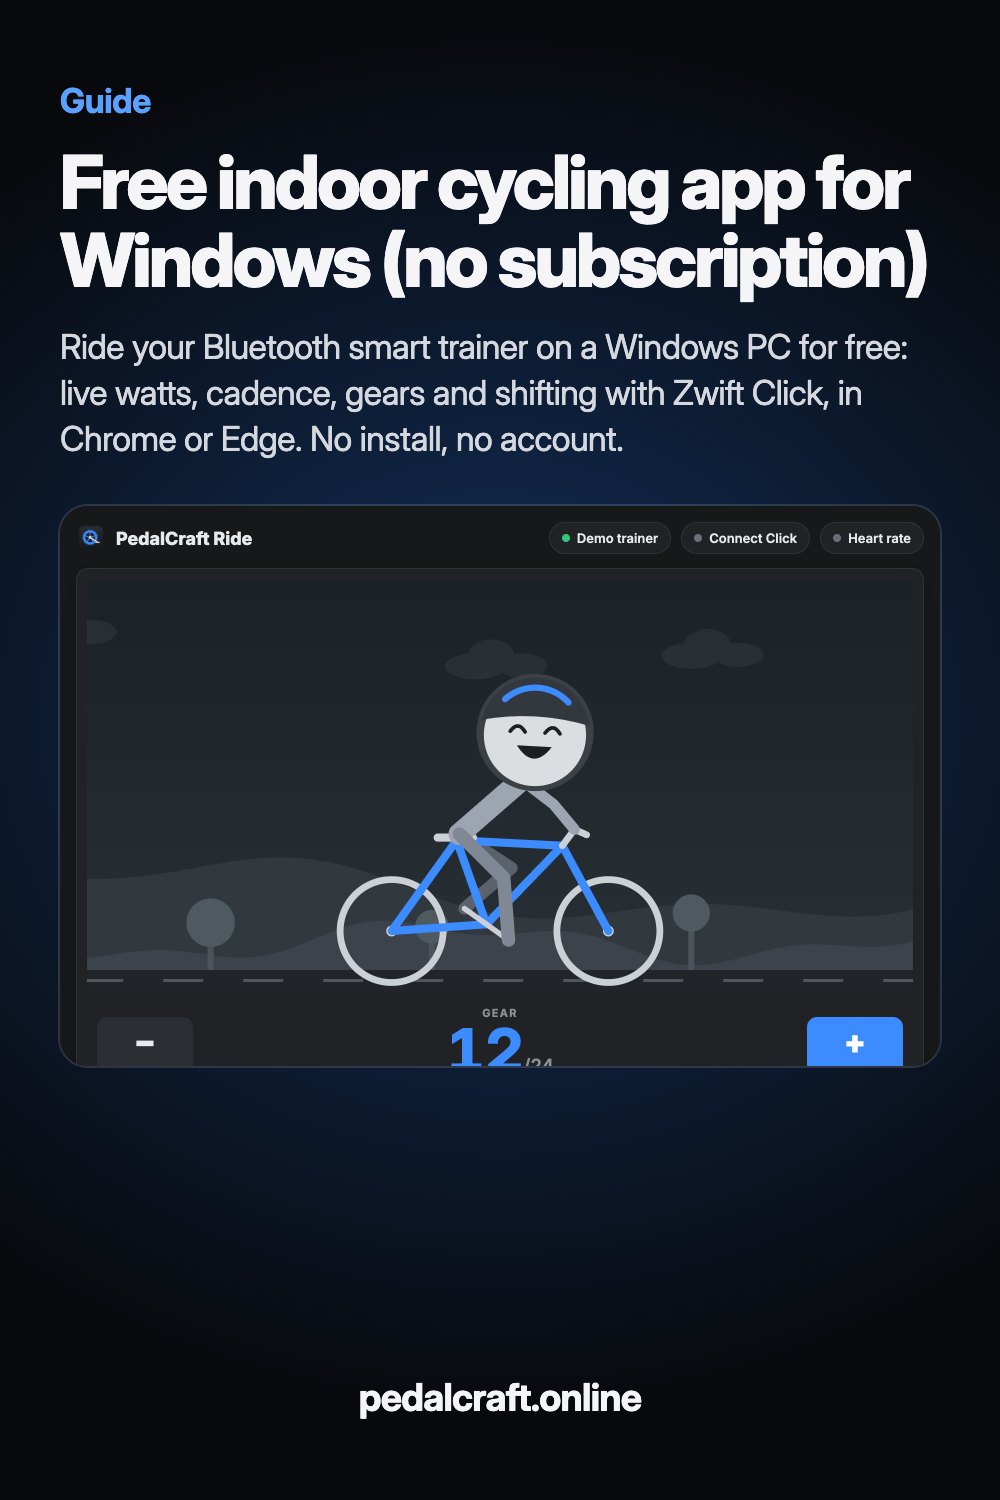 Guide
Free indoor cycling app for
Windows (no subscription)
Ride your Bluetooth smart trainer on a Windows PC for free:
live watts, cadence, gears and shifting with Zwift Click, in
Chrome or Edge. No install, no account.
PedalCraft Ride
Demo trainer
Connect Click
Heart rate
GEAR
−
12/24
+
pedalcraft.online